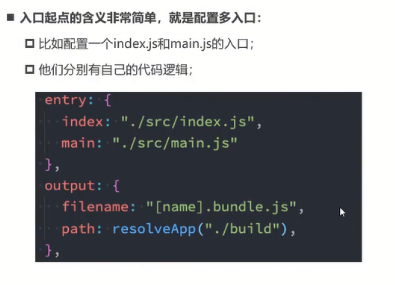 入口起点的含义非常简单，就是配置多入口：
比如配置一个index.js和main.js的入口；
他们分别有自己的代码逻辑；
entry: {
index: "./src/index.js",
main: "./src/main.js"
},
output: {
filename: "[name].bundle.js",
path: resolveApp("./build"),
},